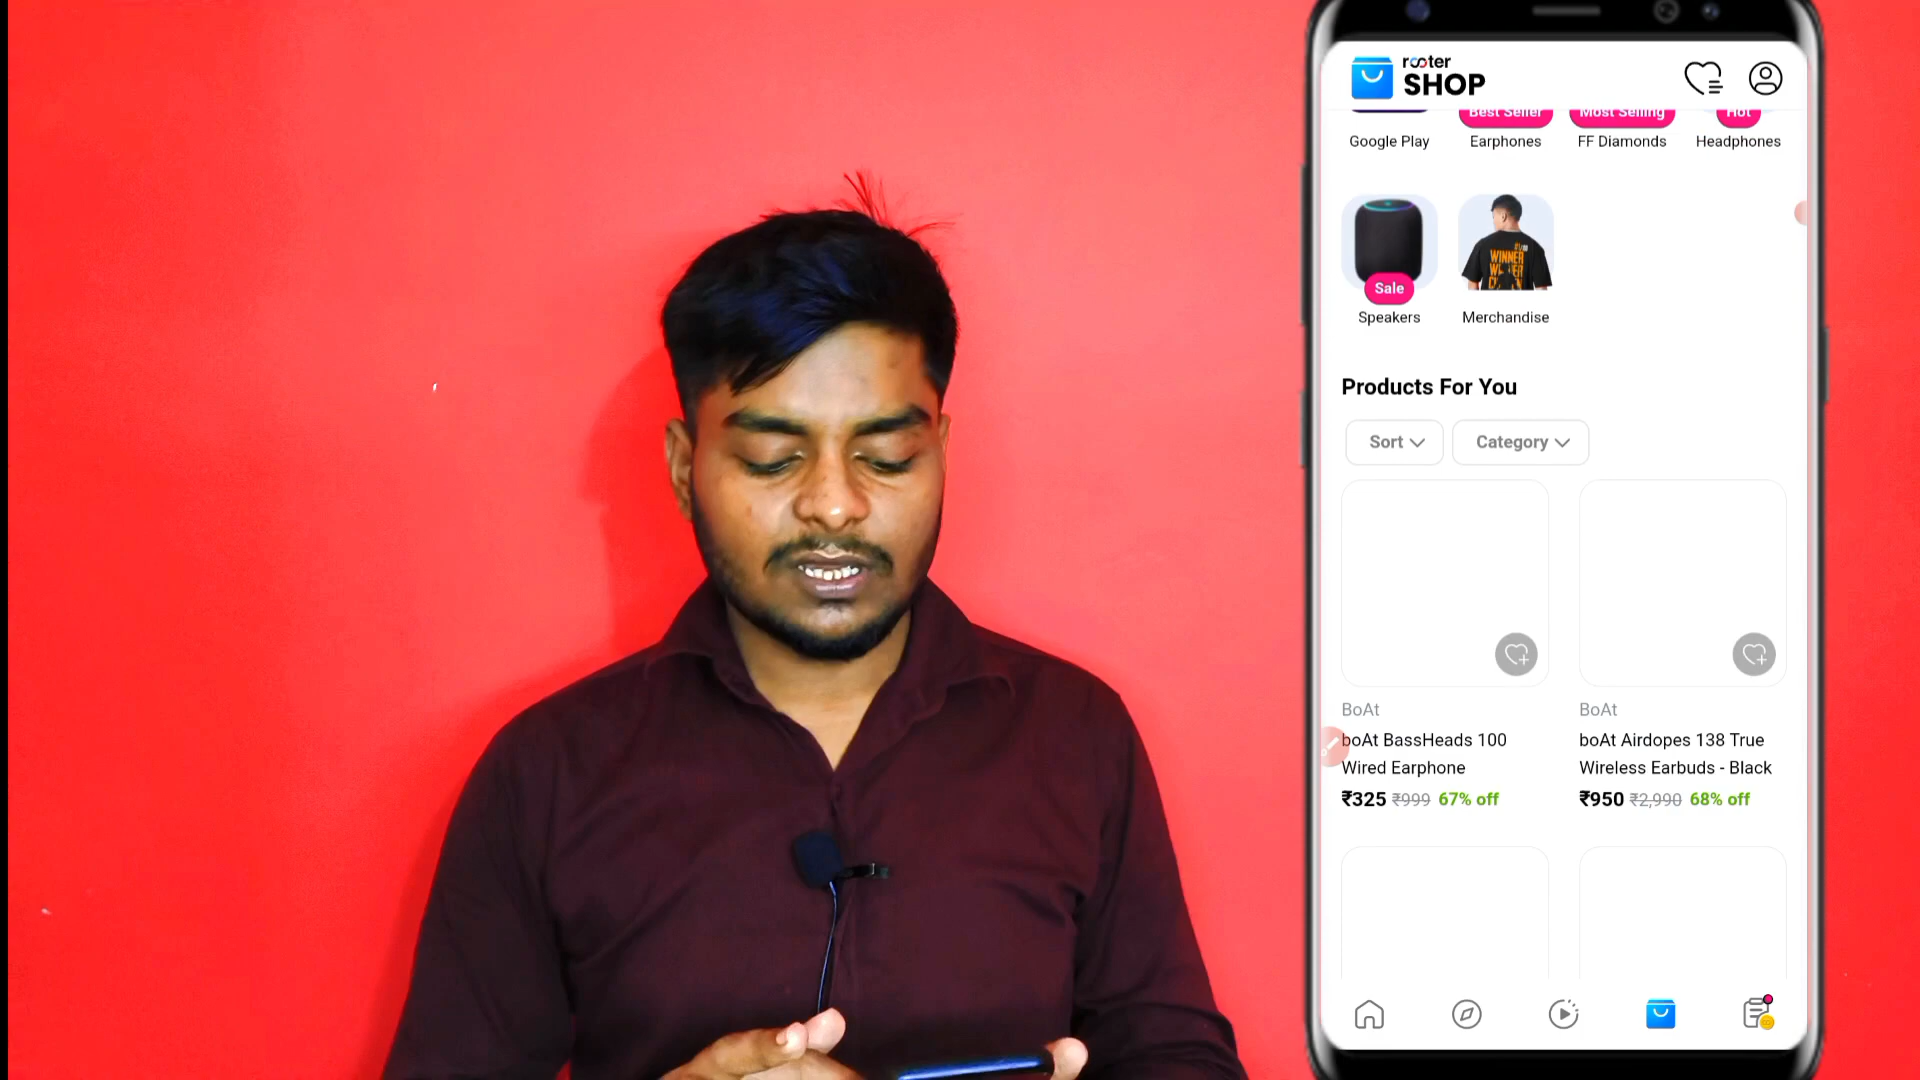 rooter
SHOP
Best Seller
Most Selling
Hot
Google Play
Earphones
FF Diamonds
Headphones
WINNER
Sale
Speakers
Merchandise
Products For You
Sort
Category
BoAt
boAt BassHeads 100
Wired Earphone
₹325 ₹999 67% off
BoAt
boAt Airdopes 138 True
Wireless Earbuds - Black
₹950 ₹2,990 68% off